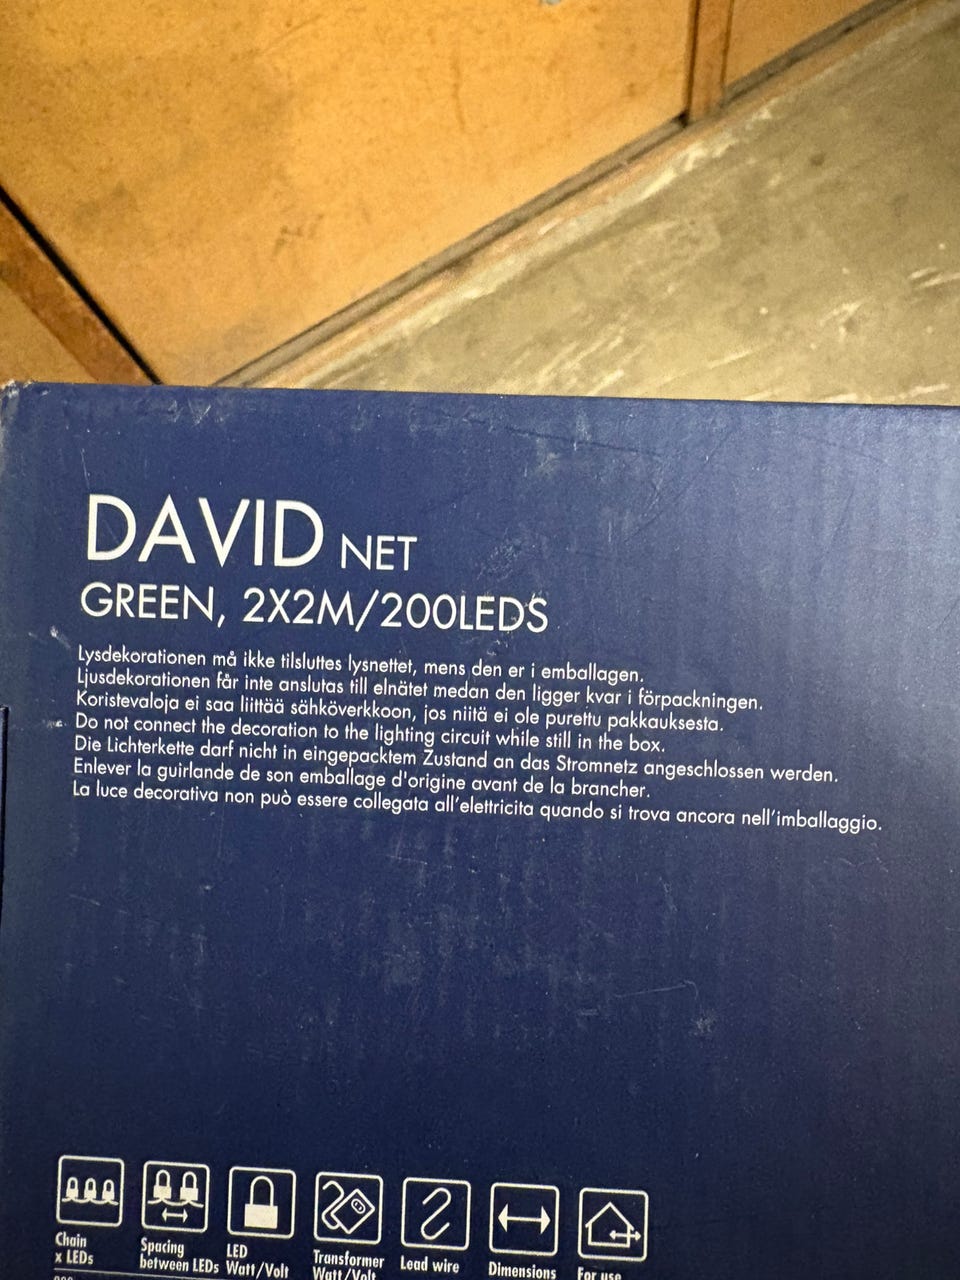 DAVID NET
GREEN, 2X2M/200LEDS
Lysdekorationen må ikke tilsluttes lysnettet, mens den er i emballagen.
Ljusdekorationen får inte anslutas till elnätet medan den ligger kvar i förpackningen.
Koristevaloja ei saa liittää sähköverkkoon, jos niitä ei ole purettu pakkauksesta.
Do not connect the decoration to the lighting circuit while still in the box.
Die Lichterkette darf nicht in eingepacktem Zustand an das Stromnetz angeschlossen werden.
Enlever la guirlande de son emballage d'origine avant de la brancher.
La luce decorativa non può essere collegata all'elettricita quando si trova ancora nell'imballaggio.
Chain x LEDs
Spacing between LEDs
LED Watt/Volt
Transformer Watt/Volt
Lead wire
Dimensions
For use